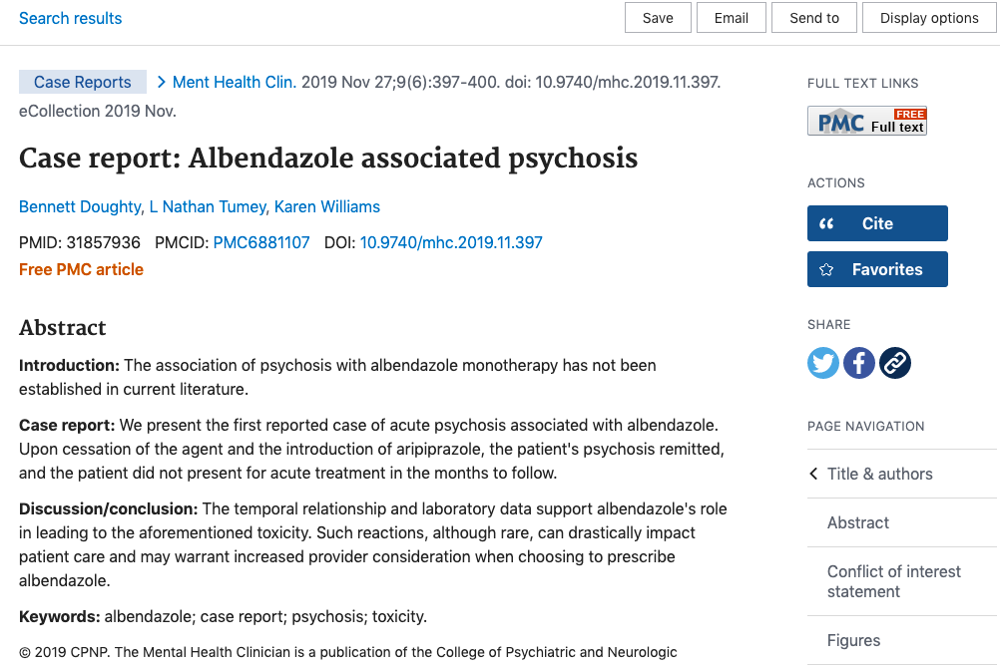 Search results
Save
Email
Send to
Display options
Case Reports
Ment Health Clin. 2019 Nov 27;9(6):397-400. doi: 10.9740/mhc.2019.11.397.
eCollection 2019 Nov.
Case report: Albendazole associated psychosis
Bennett Doughty, L Nathan Tumey, Karen Williams
PMID: 31857936 PMCID: PMC6881107 DOI: 10.9740/mhc.2019.11.397
Free PMC article
Abstract
Introduction: The association of psychosis with albendazole monotherapy has not been
established in current literature.
Case report: We present the first reported case of acute psychosis associated with albendazole.
Upon cessation of the agent and the introduction of aripiprazole, the patient's psychosis remitted,
and the patient did not present for acute treatment in the months to follow.
Discussion/conclusion: The temporal relationship and laboratory data support albendazole's role
in leading to the aforementioned toxicity. Such reactions, although rare, can drastically impact
patient care and may warrant increased provider consideration when choosing to prescribe
albendazole.
Keywords: albendazole; case report; psychosis; toxicity.
© 2019 CPNP. The Mental Health Clinician is a publication of the College of Psychiatric and Neurologic
FULL TEXT LINKS
PMC FREE Full text
ACTIONS
Cite
Favorites
SHARE
PAGE NAVIGATION
Title & authors
Abstract
Conflict of interest
statement
Figures